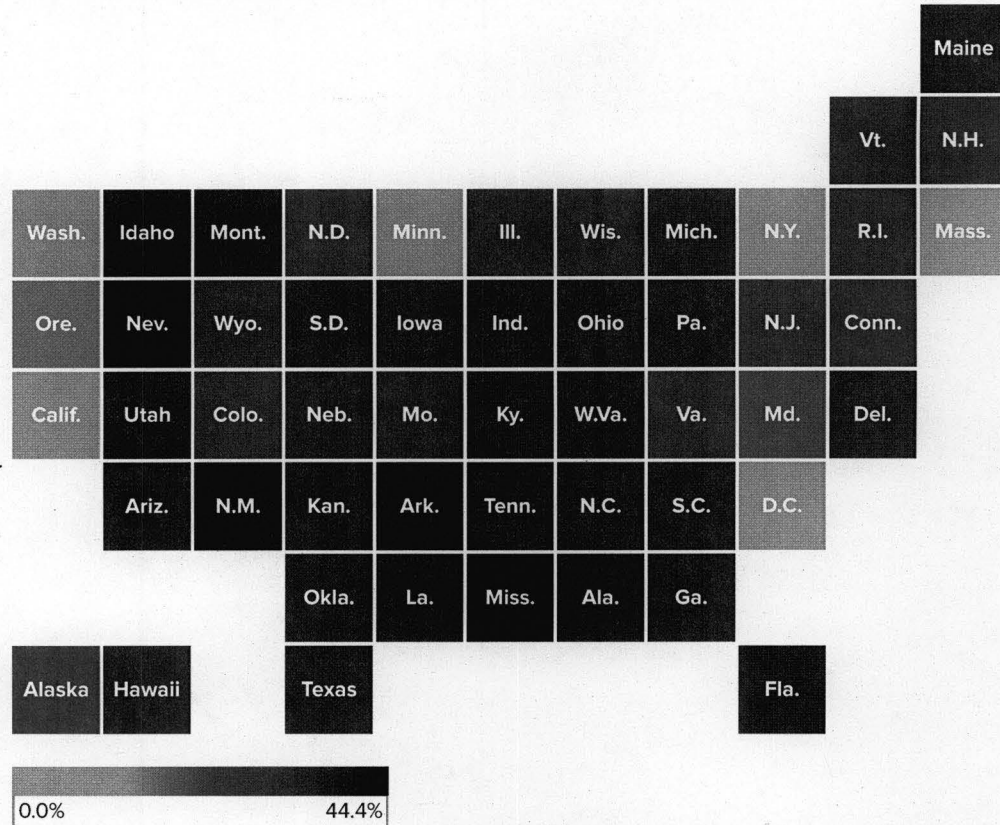 Maine
Vt. N.H.
Wash. Idaho Mont. N.D. Minn. Ill. Wis. Mich. N.Y. R.I. Mass.
Ore. Nev. Wyo. S.D. Iowa Ind. Ohio Pa. N.J. Conn.
Calif. Utah Colo. Neb. Mo. Ky. W.Va. Va. Md. Del.
Ariz. N.M. Kan. Ark. Tenn. N.C. S.C. D.C.
Okla. La. Miss. Ala. Ga.
Alaska Hawaii Texas Fla.
0.0% 44.4%